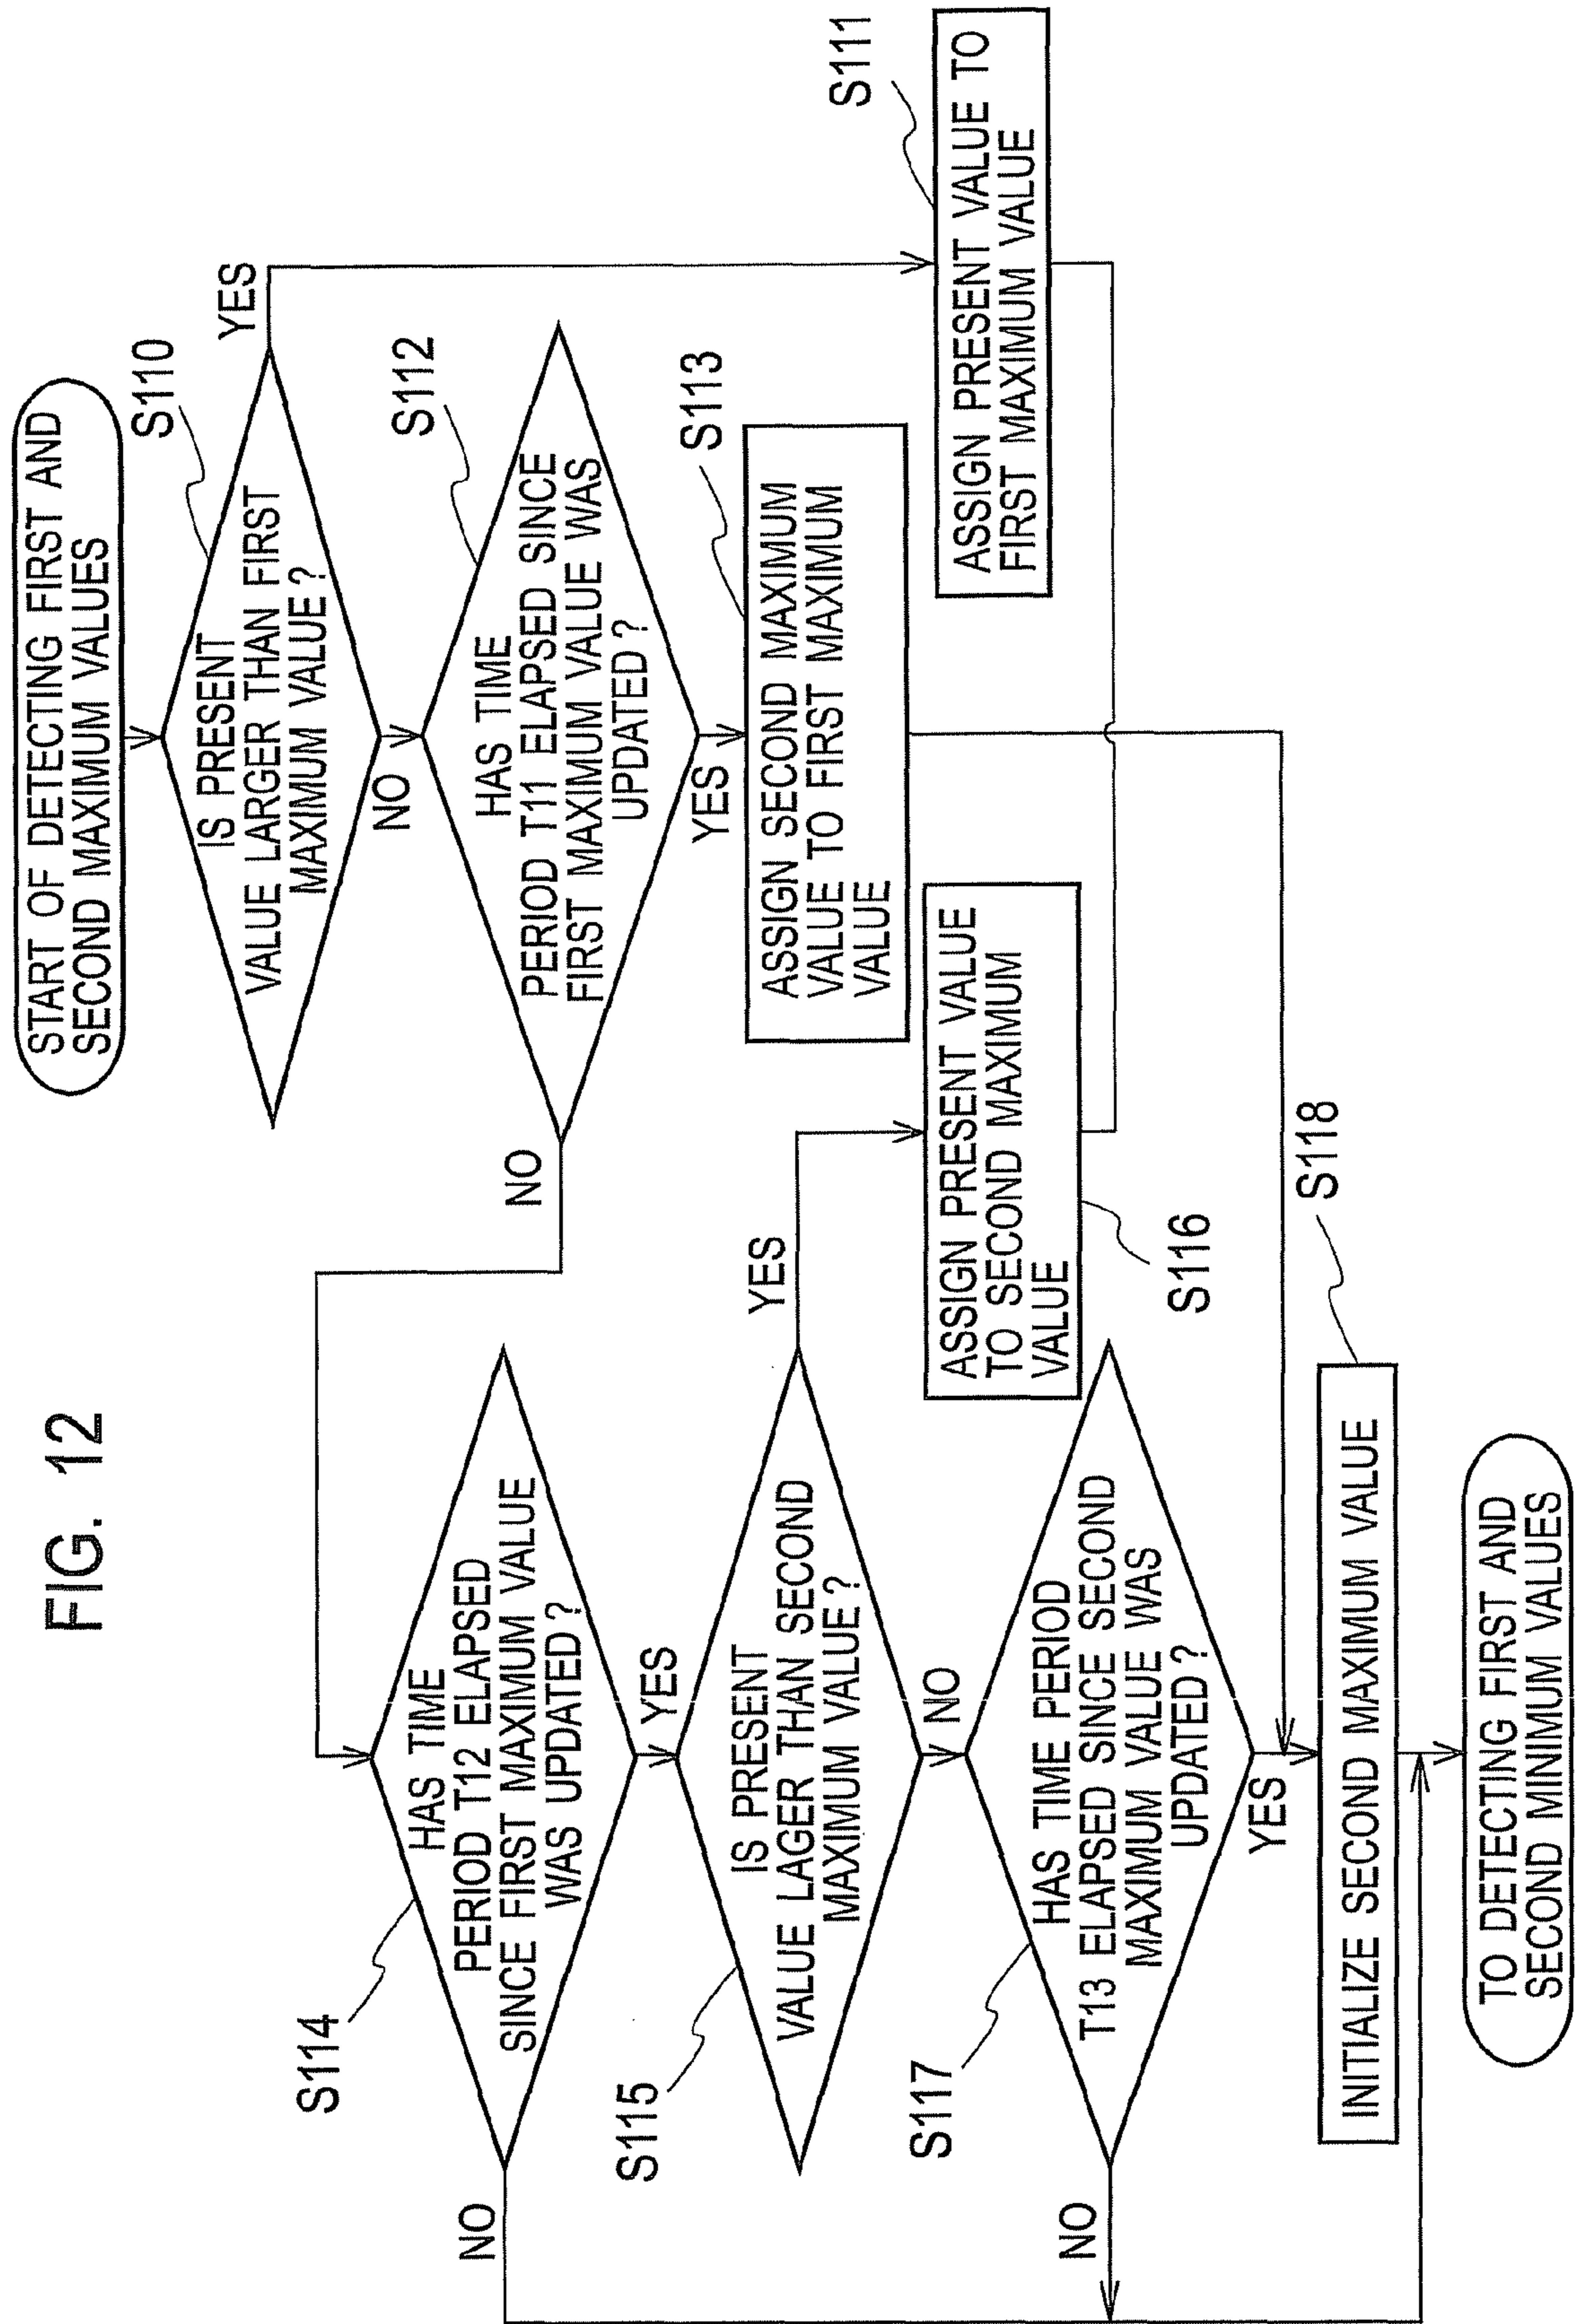 FIG. 12
START OF DETECTING FIRST AND
SECOND MAXIMUM VALUES
S110
IS PRESENT
VALUE LARGER THAN FIRST
MAXIMUM VALUE?
YES
NO
S112
HAS TIME
PERIOD T11 ELAPSED SINCE
FIRST MAXIMUM VALUE WAS
UPDATED?
NO
YES
S113
ASSIGN SECOND MAXIMUM
VALUE TO FIRST MAXIMUM
VALUE
S111
ASSIGN PRESENT VALUE TO
FIRST MAXIMUM VALUE
S114
HAS TIME
PERIOD T12 ELAPSED
SINCE FIRST MAXIMUM VALUE
WAS UPDATED?
NO
YES
S115
IS PRESENT
VALUE LAGER THAN SECOND
MAXIMUM VALUE?
YES
NO
ASSIGN PRESENT VALUE
TO SECOND MAXIMUM
VALUE
S116
S117
HAS TIME PERIOD
T13 ELAPSED SINCE SECOND
MAXIMUM VALUE WAS
UPDATED?
NO
YES
S118
INITIALIZE SECOND MAXIMUM VALUE
TO DETECTING FIRST AND
SECOND MINIMUM VALUES